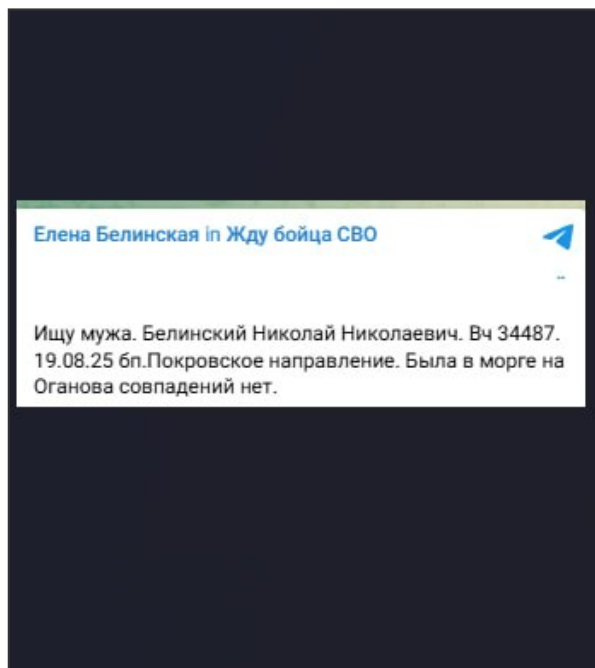 Елена Белинская in Жду бойца СВО
Ищу мужа. Белинский Николай Николаевич. Вч 34487.
19.08.25 бп.Покровское направление. Была в морге на
Оганова совпадений нет.